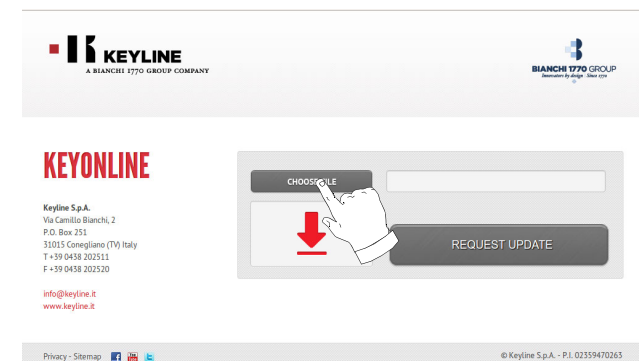 KEYLINE
A BIANCHI 1770 GROUP COMPANY
BIANCHI 1770 GROUP
Innovators by design - Since 1770
KEYONLINE
Keyline S.p.A.
Via Camillo Bianchi, 2
P.O. Box 251
31015 Conegliano (TV) Italy
T +39 0438 202511
F +39 0438 202520
info@keyline.it
www.keyline.it
CHOOSE FILE
REQUEST UPDATE
Privacy - Sitemap
© Keyline S.p.A. - P.I. 02359470263